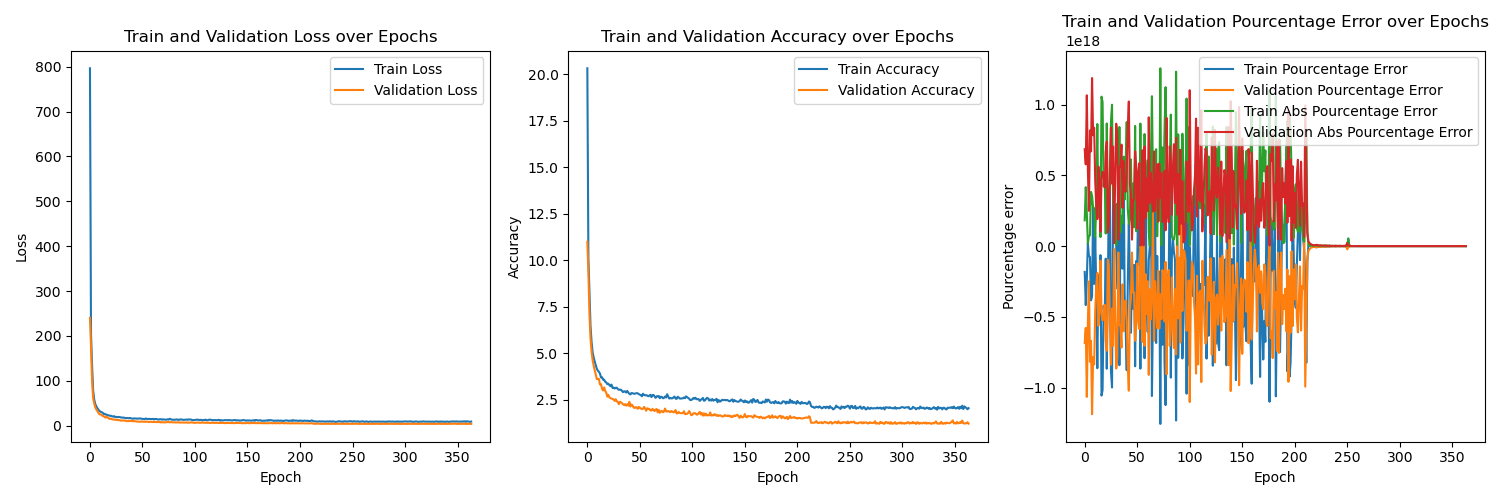 Train and Validation Loss over Epochs
Train Loss
Validation Loss
800
700
600
500
400
300
200
100
0
Loss
0 50 100 150 200 250 300 350
Epoch
Train and Validation Accuracy over Epochs
Train Accuracy
Validation Accuracy
20.0
17.5
15.0
12.5
10.0
7.5
5.0
2.5
Accuracy
0 50 100 150 200 250 300 350
Epoch
Train and Validation Pourcentage Error over Epochs
1e18
Train Pourcentage Error
Validation Pourcentage Error
Train Abs Pourcentage Error
Validation Abs Pourcentage Error
1.0
0.5
0.0
−0.5
−1.0
Pourcentage error
0 50 100 150 200 250 300 350
Epoch